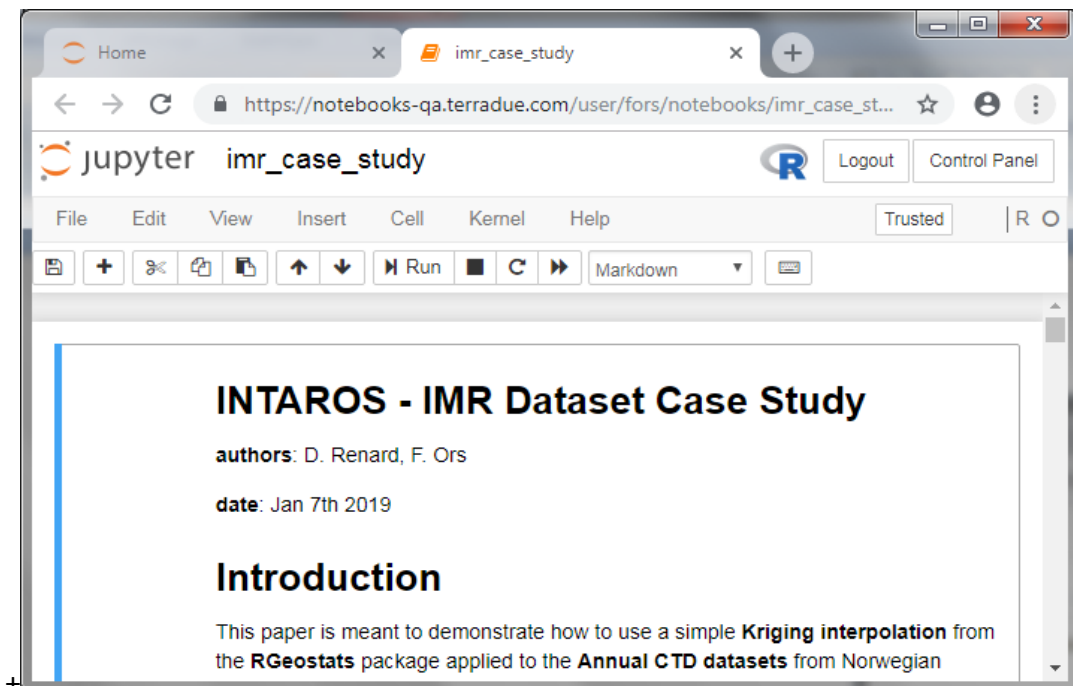 Home
imr_case_study
https://notebooks-qa.terradue.com/user/fors/notebooks/imr_case_st...
jupyter imr_case_study R Logout Control Panel
File Edit View Insert Cell Kernel Help Trusted R O
Run Markdown
INTAROS - IMR Dataset Case Study
authors: D. Renard, F. Ors
date: Jan 7th 2019
Introduction
This paper is meant to demonstrate how to use a simple Kriging interpolation from
the RGeostats package applied to the Annual CTD datasets from Norwegian